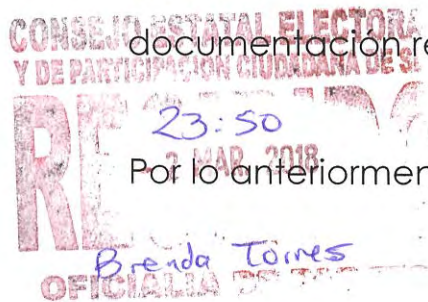 CONSEJO ESTATAL ELECTORA
documentación re
Y DE PARTICIPACIÓN CIUDADANA DE S
23:50
2 MAR. 2018
Por lo anteriormen
Brenda Torres
OFICIALIA DE